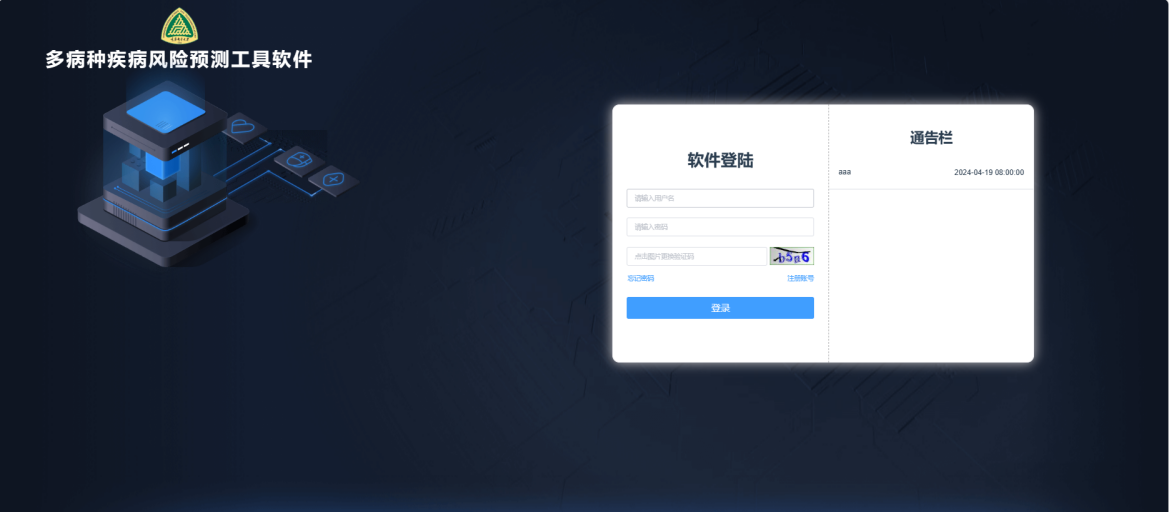 多病种疾病风险预测工具软件
软件登陆
请输入用户名
请输入密码
点击图片更换验证码
忘记密码
注册账号
登录
通告栏
aaa
2024-04-19 08:00:00